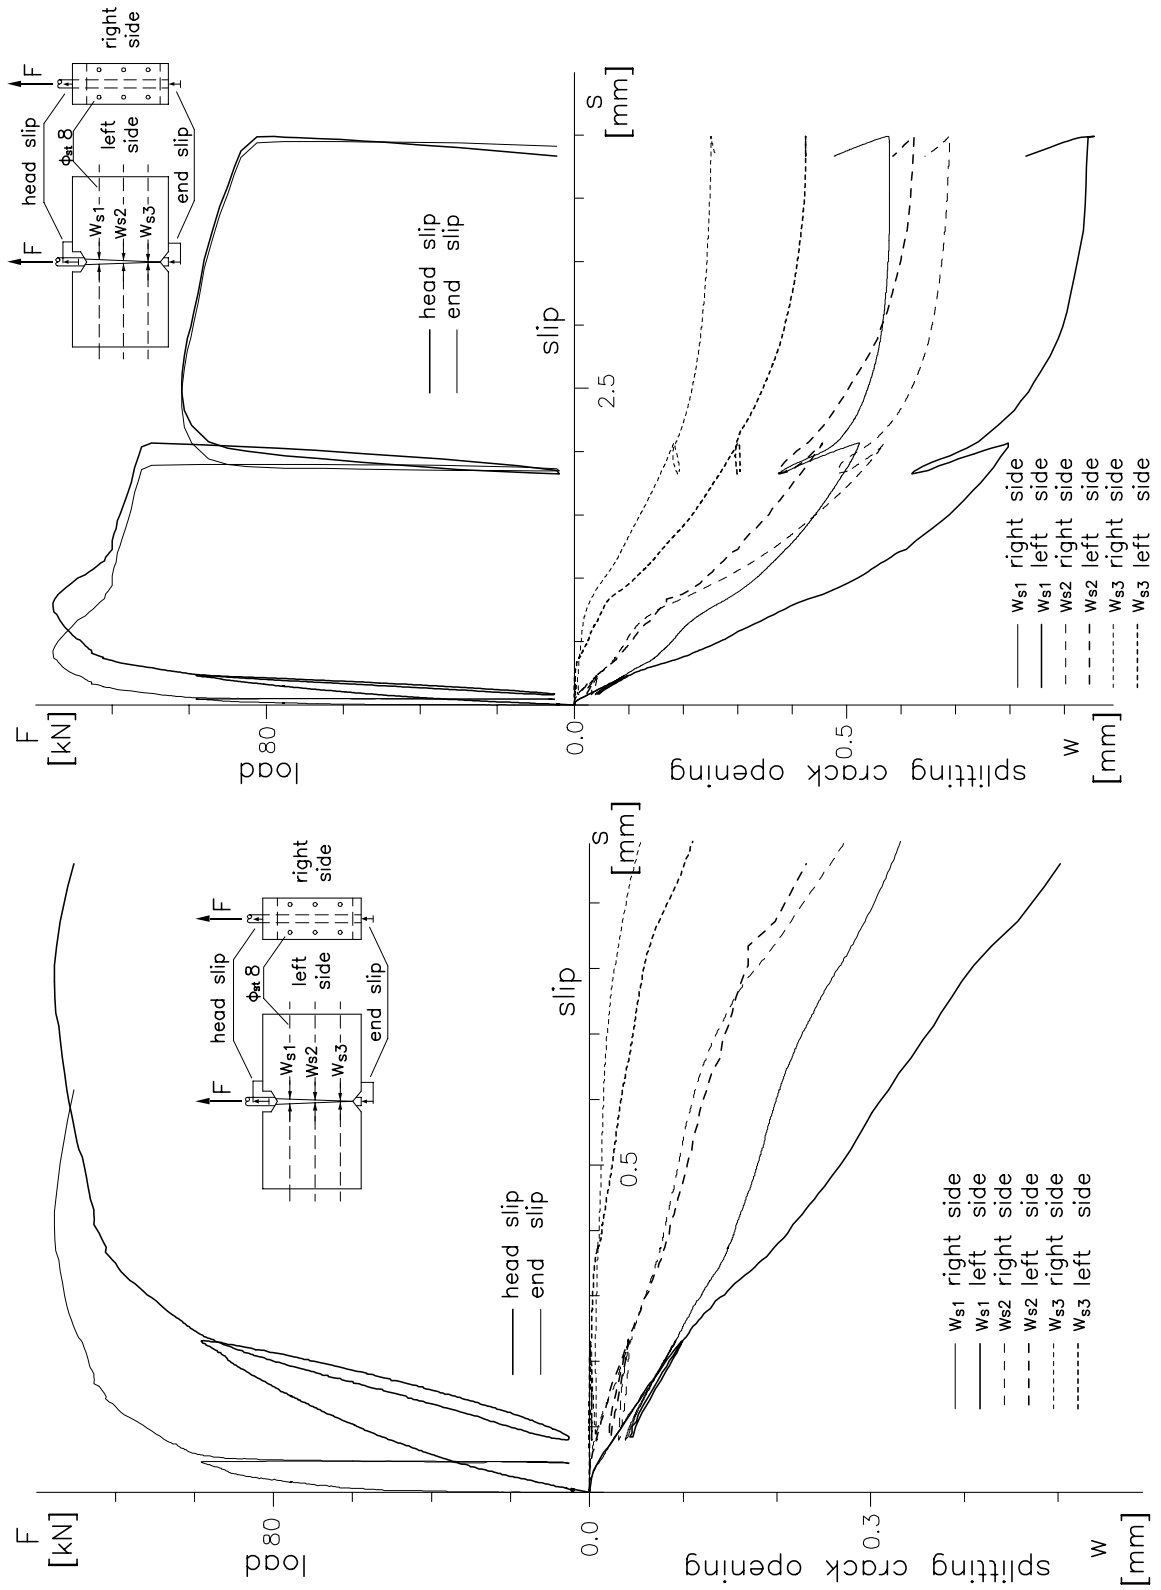 F
[kN]
load
80
F
F
head slip
Φst 8
left
side
right
side
Ws1
Ws2
Ws3
end slip
head slip
end slip
slip
s
[mm]
0.0
0.5
0.3
splitting crack opening
w
[mm]
Ws1 right side
Ws1 left side
Ws2 right side
Ws2 left side
Ws3 right side
Ws3 left side
F
[kN]
load
80
F
F
head slip
Φst 8
left
side
right
side
Ws1
Ws2
Ws3
end slip
head slip
end slip
slip
s
[mm]
0.0
2.5
0.5
splitting crack opening
w
[mm]
Ws1 right side
Ws1 left side
Ws2 right side
Ws2 left side
Ws3 right side
Ws3 left side